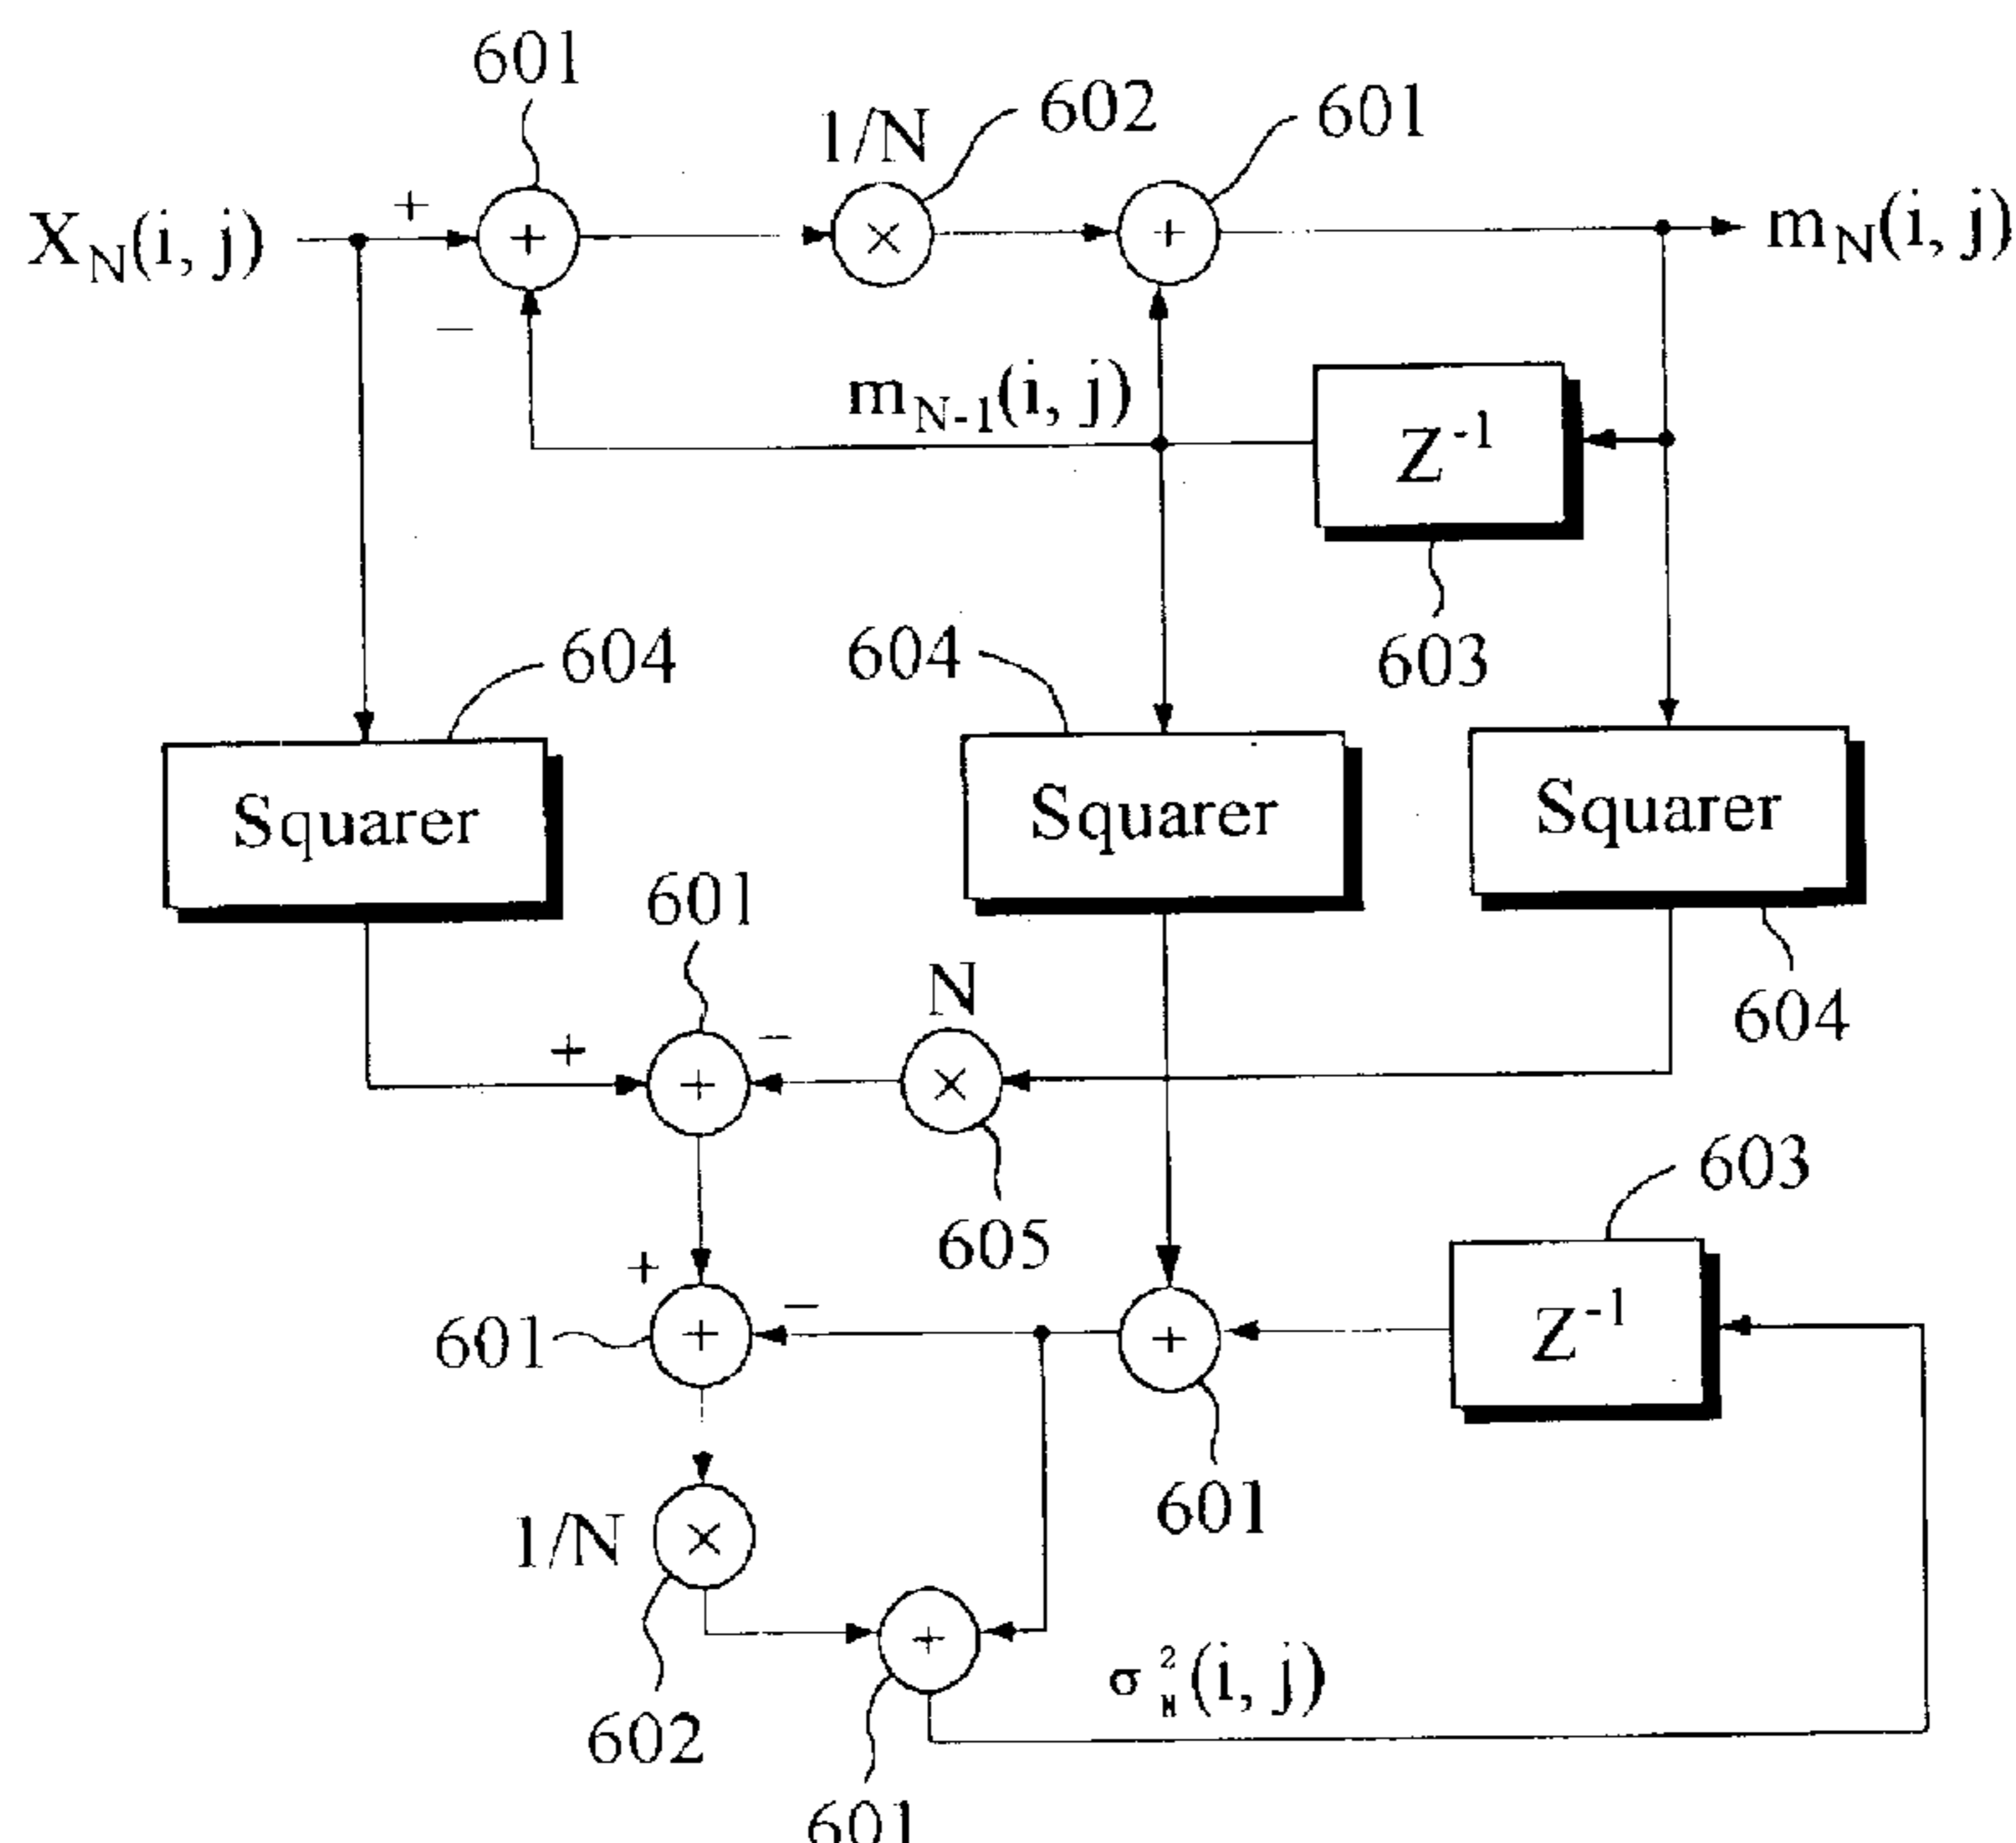 601
1/N
602
601
X_N(i, j)
+
+
×
+
m_N(i, j)
−
m_{N-1}(i, j)
Z^{-1}
603
604
604
Squarer
Squarer
Squarer
601
N
604
+
−
+
×
605
603
+
−
601
+
+
Z^{-1}
601
1/N
×
+
σ_N^2(i, j)
602
601